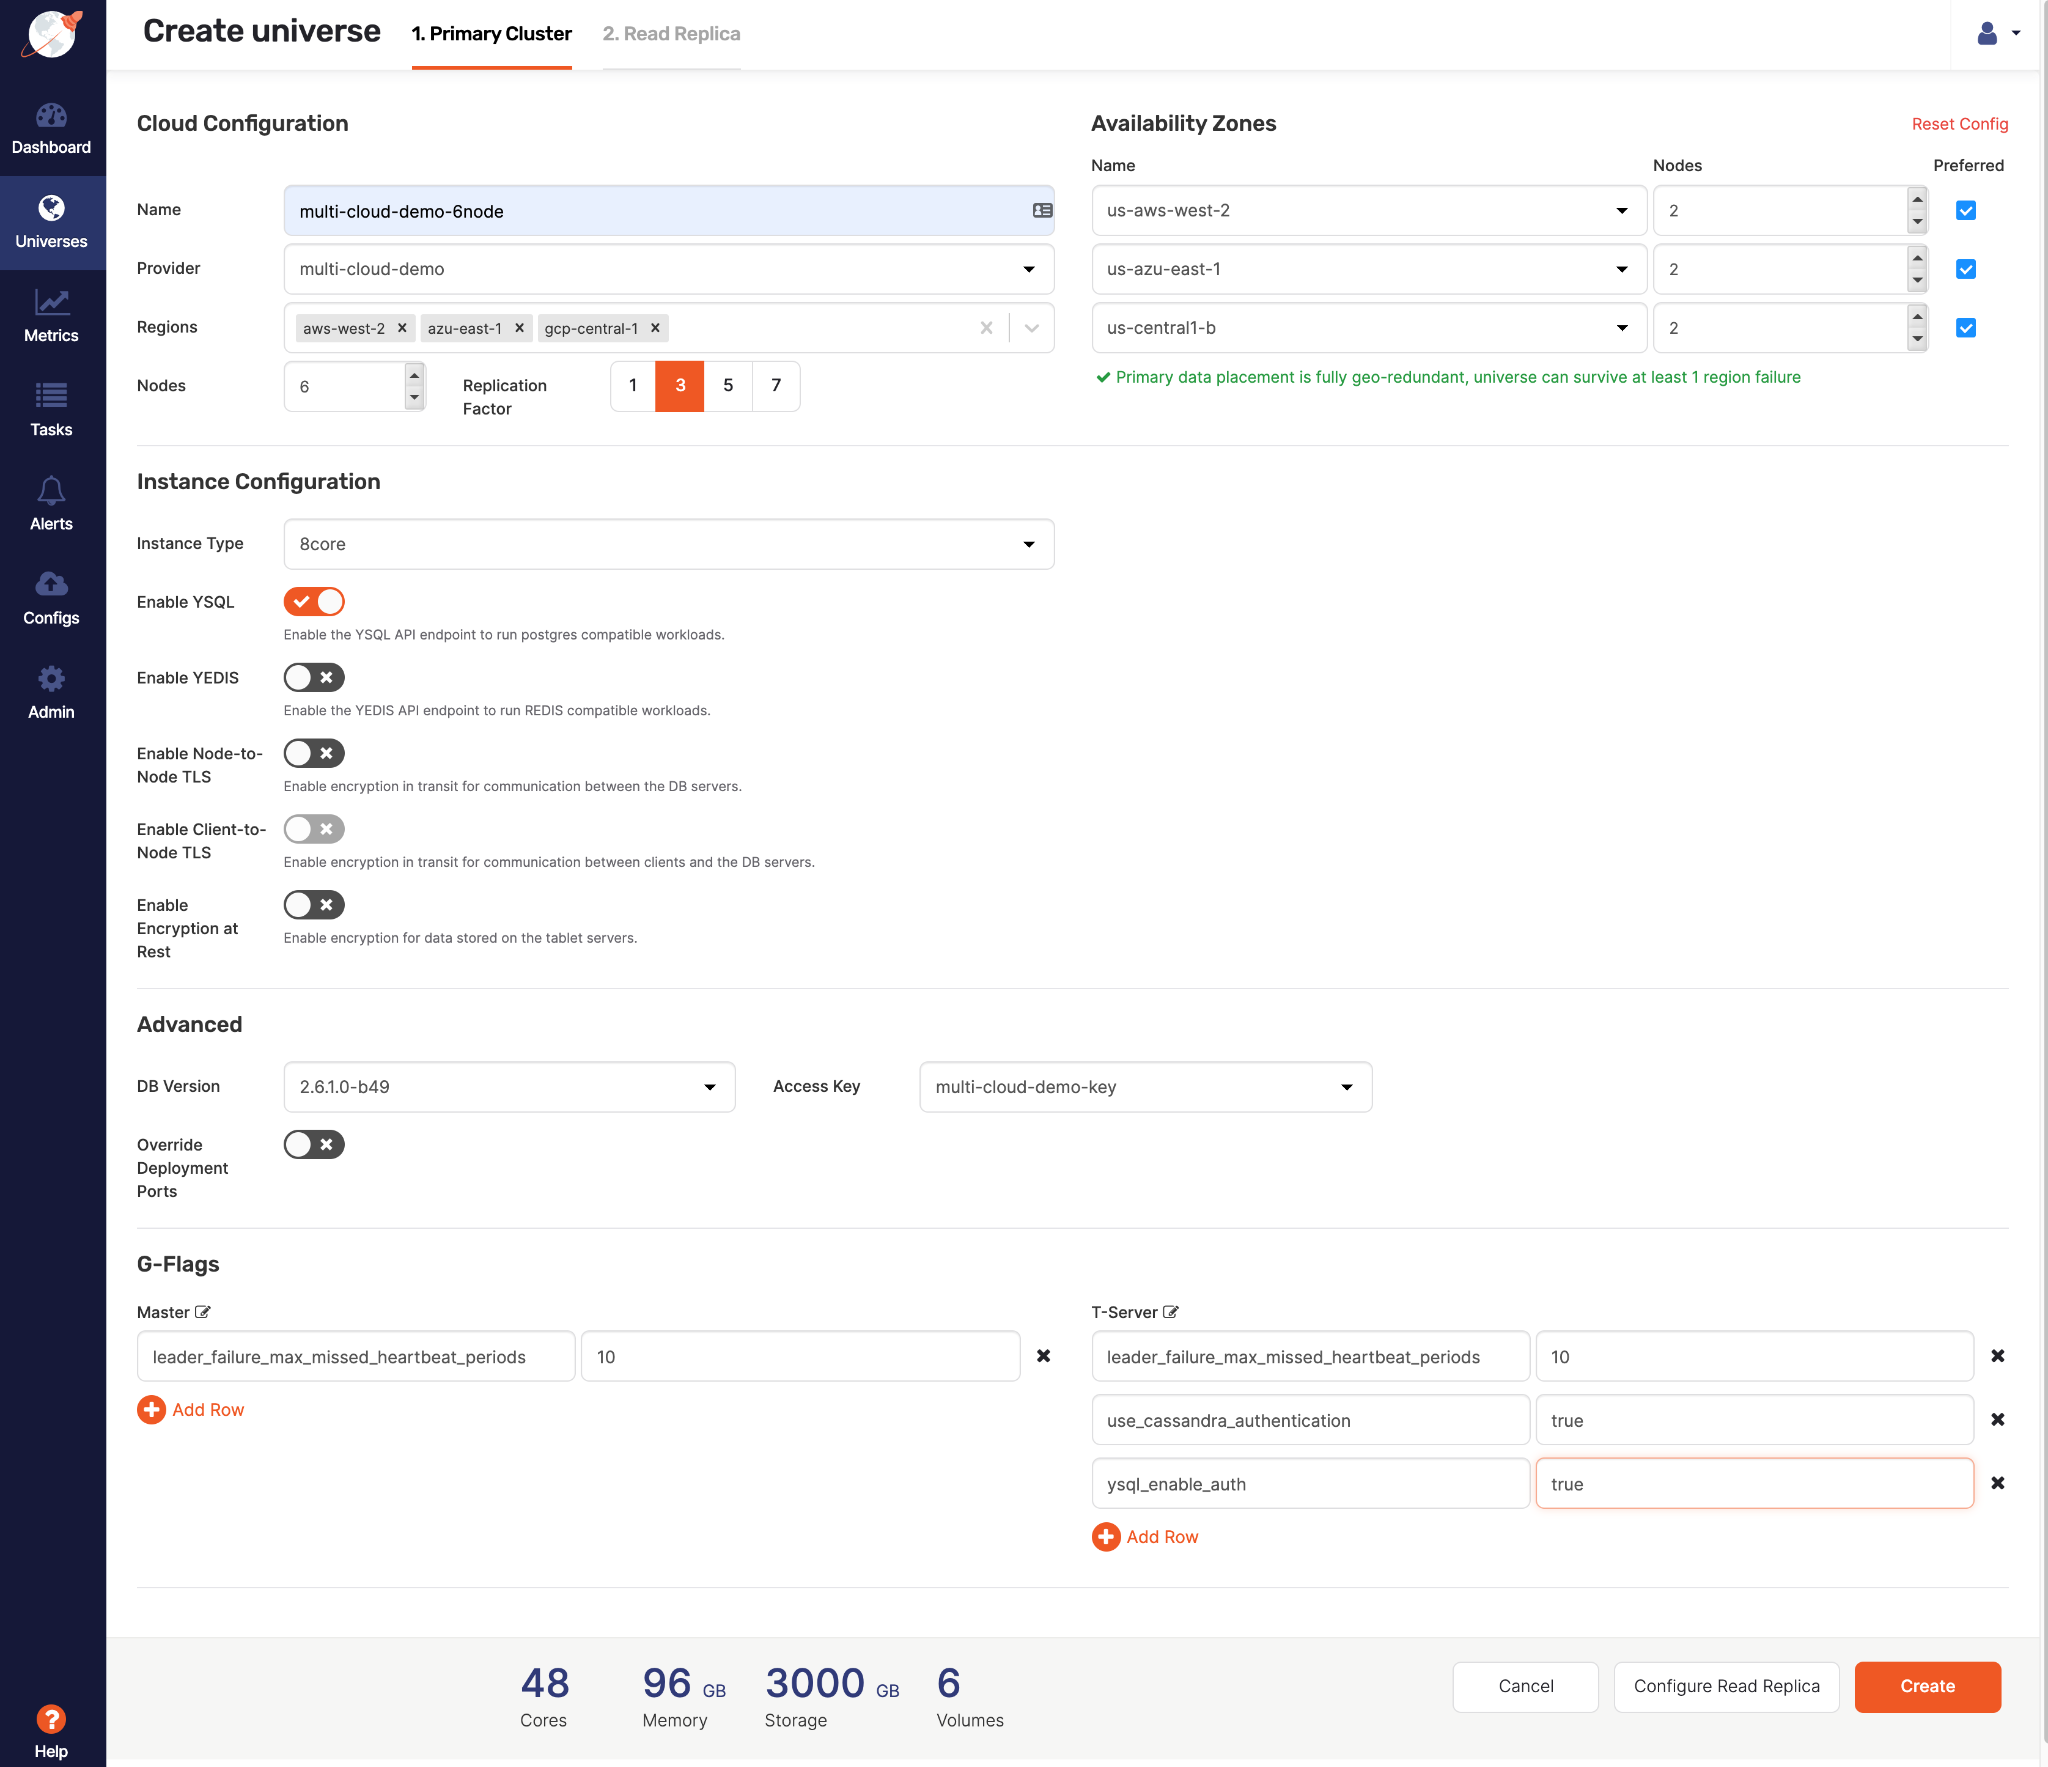 Create universe
1. Primary Cluster
2. Read Replica
Dashboard
Universes
Metrics
Tasks
Alerts
Configs
Admin
Help
Cloud Configuration
Name
multi-cloud-demo-6node
Provider
multi-cloud-demo
Regions
aws-west-2
azu-east-1
gcp-central-1
Nodes
6
Replication
Factor
1
3
5
7
Availability Zones
Reset Config
Name
Nodes
Preferred
us-aws-west-2
2
us-azu-east-1
2
us-central1-b
2
Primary data placement is fully geo-redundant, universe can survive at least 1 region failure
Instance Configuration
Instance Type
8core
Enable YSQL
Enable the YSQL API endpoint to run postgres compatible workloads.
Enable YEDIS
Enable the YEDIS API endpoint to run REDIS compatible workloads.
Enable Node-to-
Node TLS
Enable encryption in transit for communication between the DB servers.
Enable Client-to-
Node TLS
Enable encryption in transit for communication between clients and the DB servers.
Enable
Encryption at
Rest
Enable encryption for data stored on the tablet servers.
Advanced
DB Version
2.6.1.0-b49
Access Key
multi-cloud-demo-key
Override
Deployment
Ports
G-Flags
Master
leader_failure_max_missed_heartbeat_periods
10
Add Row
T-Server
leader_failure_max_missed_heartbeat_periods
10
use_cassandra_authentication
true
ysql_enable_auth
true
Add Row
48
Cores
96 GB
Memory
3000 GB
Storage
6
Volumes
Cancel
Configure Read Replica
Create